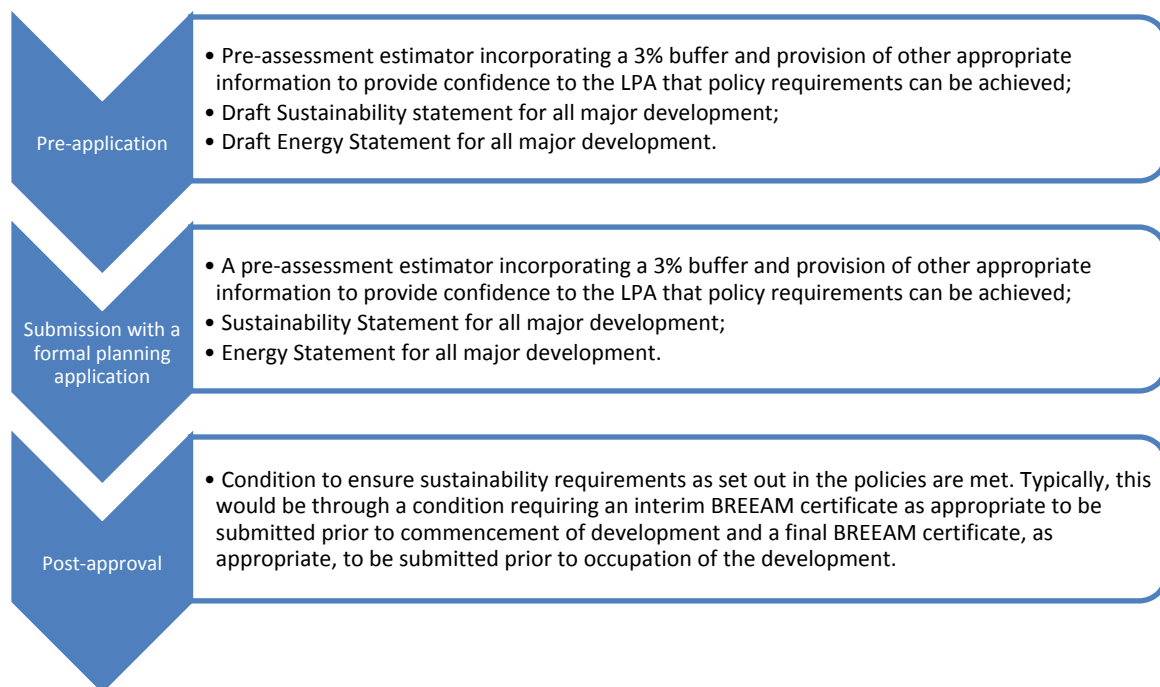 Pre-application
• Pre-assessment estimator incorporating a 3% buffer and provision of other appropriate
information to provide confidence to the LPA that policy requirements can be achieved;
• Draft Sustainability statement for all major development;
• Draft Energy Statement for all major development.
Submission with a
formal planning
application
• A pre-assessment estimator incorporating a 3% buffer and provision of other appropriate
information to provide confidence to the LPA that policy requirements can be achieved;
• Sustainability Statement for all major development;
• Energy Statement for all major development.
Post-approval
• Condition to ensure sustainability requirements as set out in the policies are met. Typically, this
would be through a condition requiring an interim BREEAM certificate as appropriate to be
submitted prior to commencement of development and a final BREEAM certificate, as
appropriate, to be submitted prior to occupation of the development.